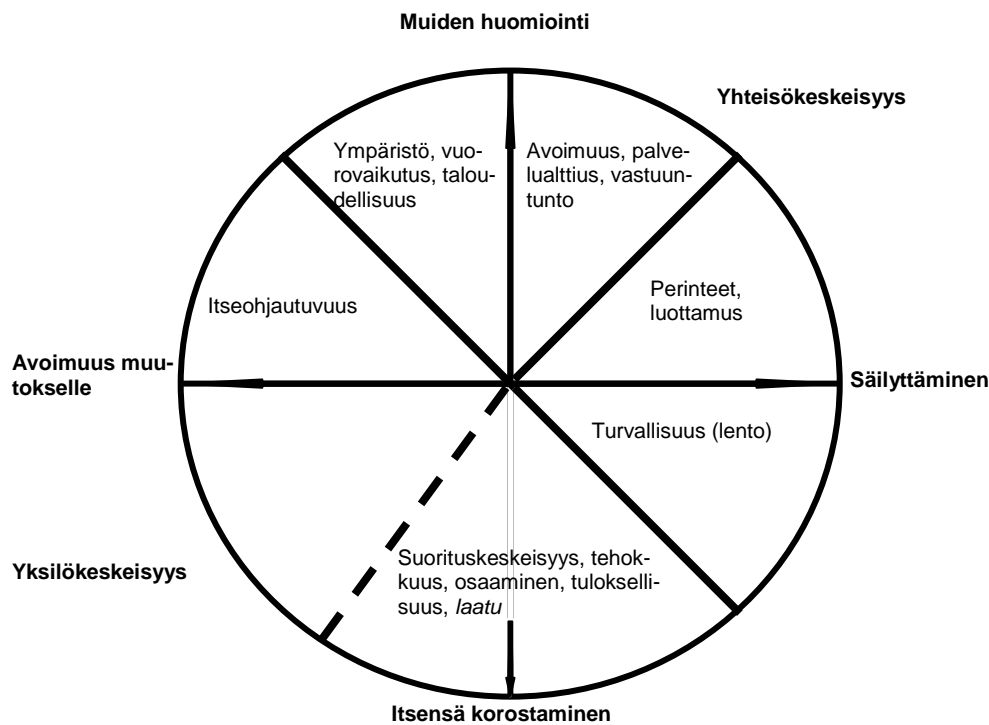 Muiden huomiointi
Yhteisökeskeisyys
Ympäristö, vuo-
rovaikutus, talou-
dellisuus
Avoimuus, palve-
lualttius, vastuun-
tunto
Itseohjautuvuus
Perinteet,
luottamus
Avoimuus muu-
tokselle
Säilyttäminen
Turvallisuus (lento)
Yksilökeskeisyys
Suorituskeskeisyys, tehok-
kuus, osaaminen, tulokselli-
suus, laatu
Itsensä korostaminen